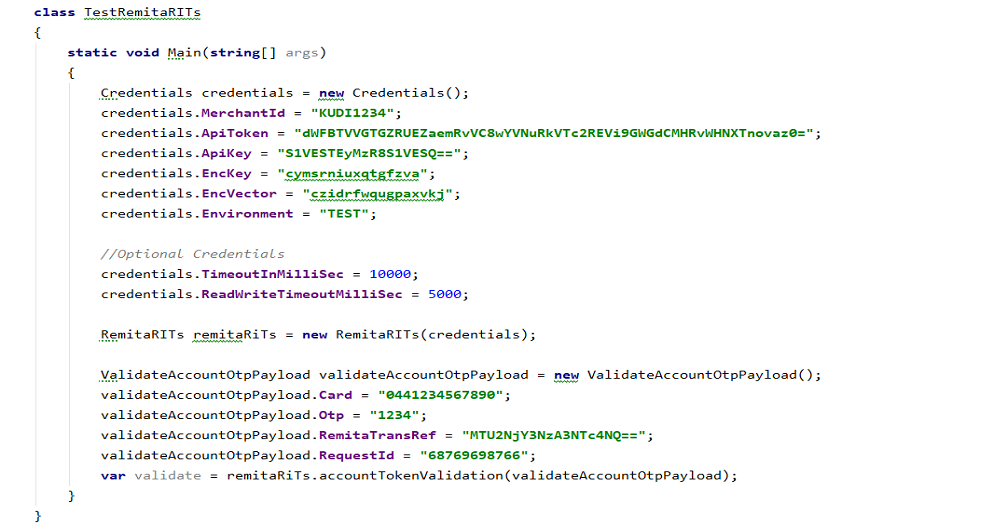 class TestRemitaRITs
{
    static void Main(string[] args)
    {
        Credentials credentials = new Credentials();
        credentials.MerchantId = "KUDI1234";
        credentials.ApiToken = "dWFBTVVGTGZRUEZaemRvVC8wYVNuRkVTc2REVi9GWGdCMHRvWHNXTnovaz0=";
        credentials.ApiKey = "S1VESTEyMzR8S1VESQ==";
        credentials.EncKey = "cymsrniuxqtgfzva";
        credentials.EncVector = "czidrfwqugpaxvkj";
        credentials.Environment = "TEST";

        //Optional Credentials
        credentials.TimeoutInMilliSec = 10000;
        credentials.ReadWriteTimeoutMilliSec = 5000;

        RemitaRITs remitaRiTs = new RemitaRITs(credentials);

        ValidateAccountOtpPayload validateAccountOtpPayload = new ValidateAccountOtpPayload();
        validateAccountOtpPayload.Card = "0441234567890";
        validateAccountOtpPayload.Otp = "1234";
        validateAccountOtpPayload.RemitaTransRef = "MTU2NjY3NzA3NTc4NQ==";
        validateAccountOtpPayload.RequestId = "68769698766";
        var validate = remitaRiTs.accountTokenValidation(validateAccountOtpPayload);
    }
}